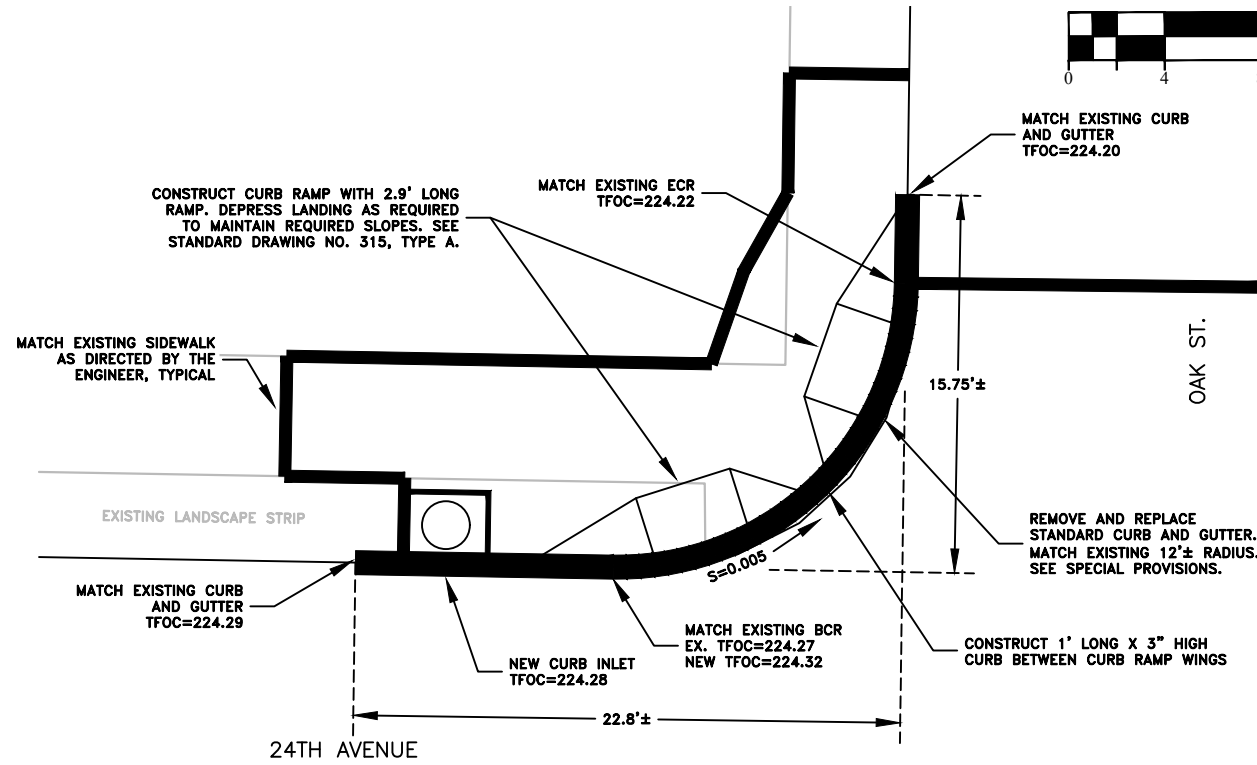 0
4
MATCH EXISTING CURB
AND GUTTER
TFOC=224.20
CONSTRUCT CURB RAMP WITH 2.9' LONG
RAMP. DEPRESS LANDING AS REQUIRED
TO MAINTAIN REQUIRED SLOPES. SEE
STANDARD DRAWING NO. 315, TYPE A.
MATCH EXISTING ECR
TFOC=224.22
MATCH EXISTING SIDEWALK
AS DIRECTED BY THE
ENGINEER, TYPICAL
OAK ST.
15.75'±
EXISTING LANDSCAPE STRIP
REMOVE AND REPLACE
STANDARD CURB AND GUTTER.
MATCH EXISTING 12'± RADIUS.
SEE SPECIAL PROVISIONS.
S=0.005
MATCH EXISTING CURB
AND GUTTER
TFOC=224.29
MATCH EXISTING BCR
EX. TFOC=224.27
NEW TFOC=224.32
CONSTRUCT 1' LONG X 3" HIGH
CURB BETWEEN CURB RAMP WINGS
NEW CURB INLET
TFOC=224.28
22.8'±
24TH AVENUE